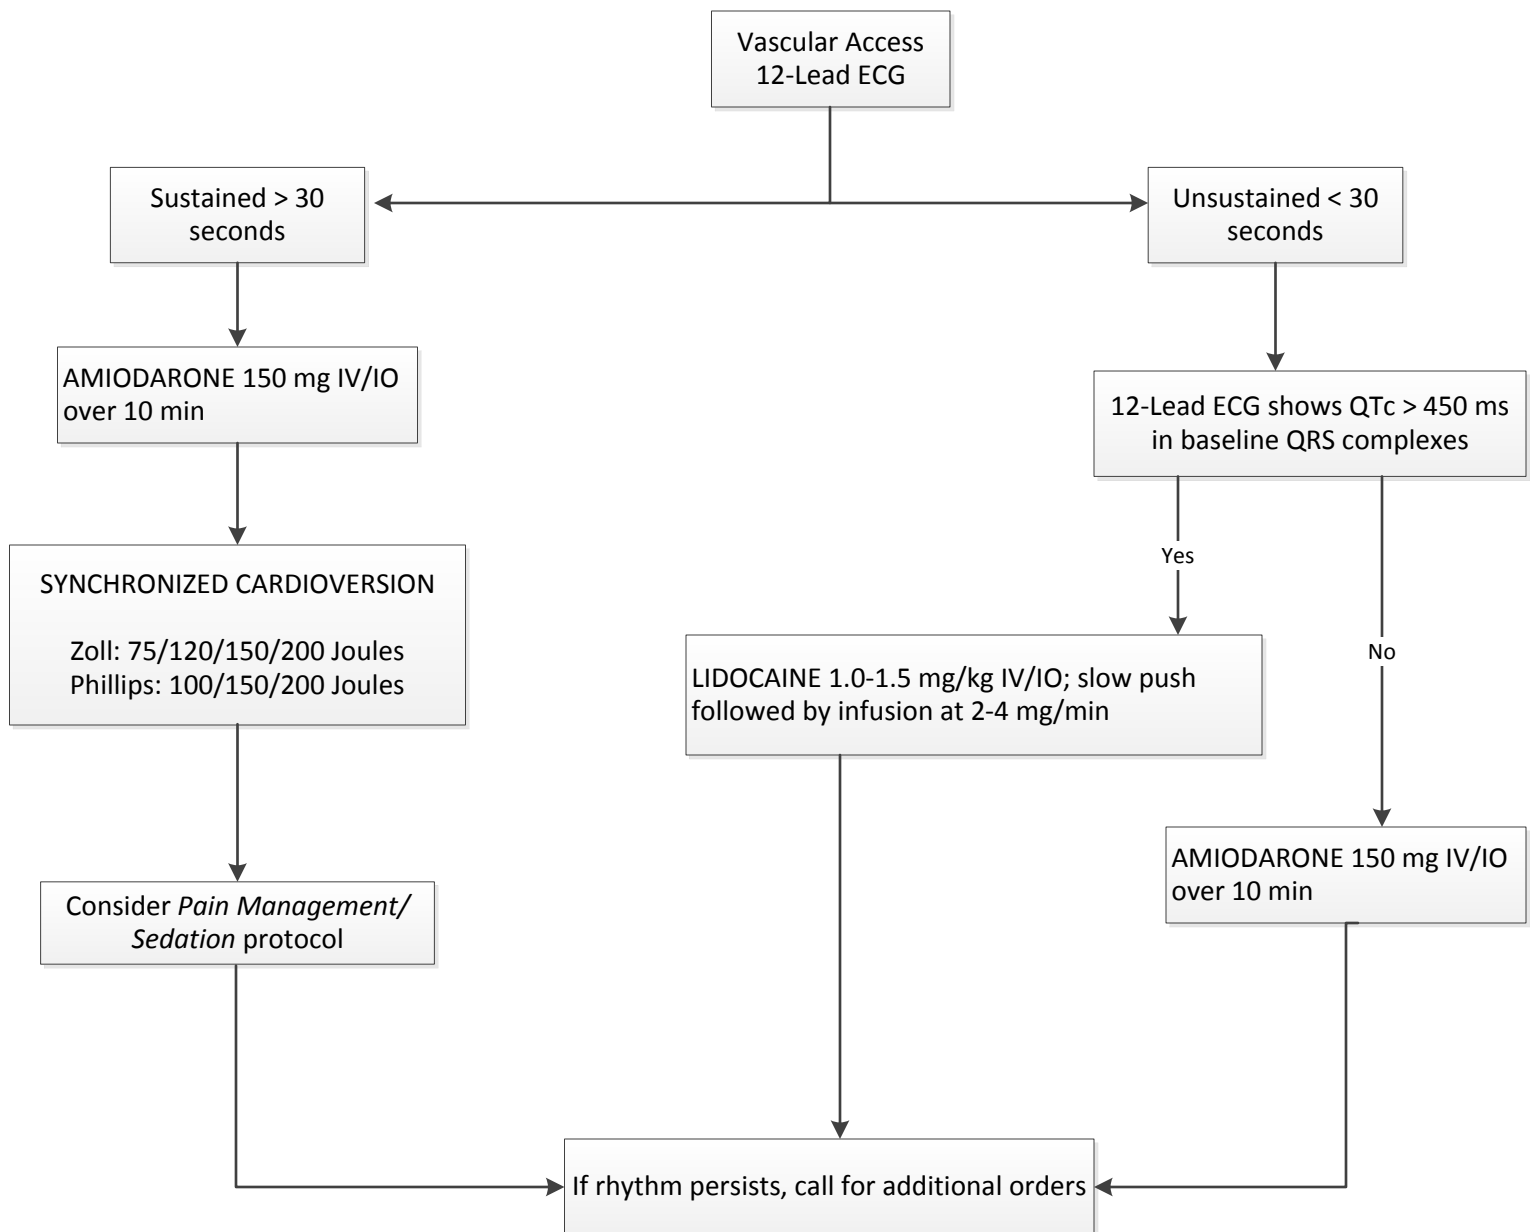 Vascular Access
12-Lead ECG
Sustained > 30
seconds
Unsustained < 30
seconds
AMIODARONE 150 mg IV/IO
over 10 min
12-Lead ECG shows QTc > 450 ms
in baseline QRS complexes
SYNCHRONIZED CARDIOVERSION
Zoll: 75/120/150/200 Joules
Phillips: 100/150/200 Joules
Yes
No
LIDOCAINE 1.0-1.5 mg/kg IV/IO; slow push
followed by infusion at 2-4 mg/min
AMIODARONE 150 mg IV/IO
over 10 min
Consider Pain Management/
Sedation protocol
If rhythm persists, call for additional orders